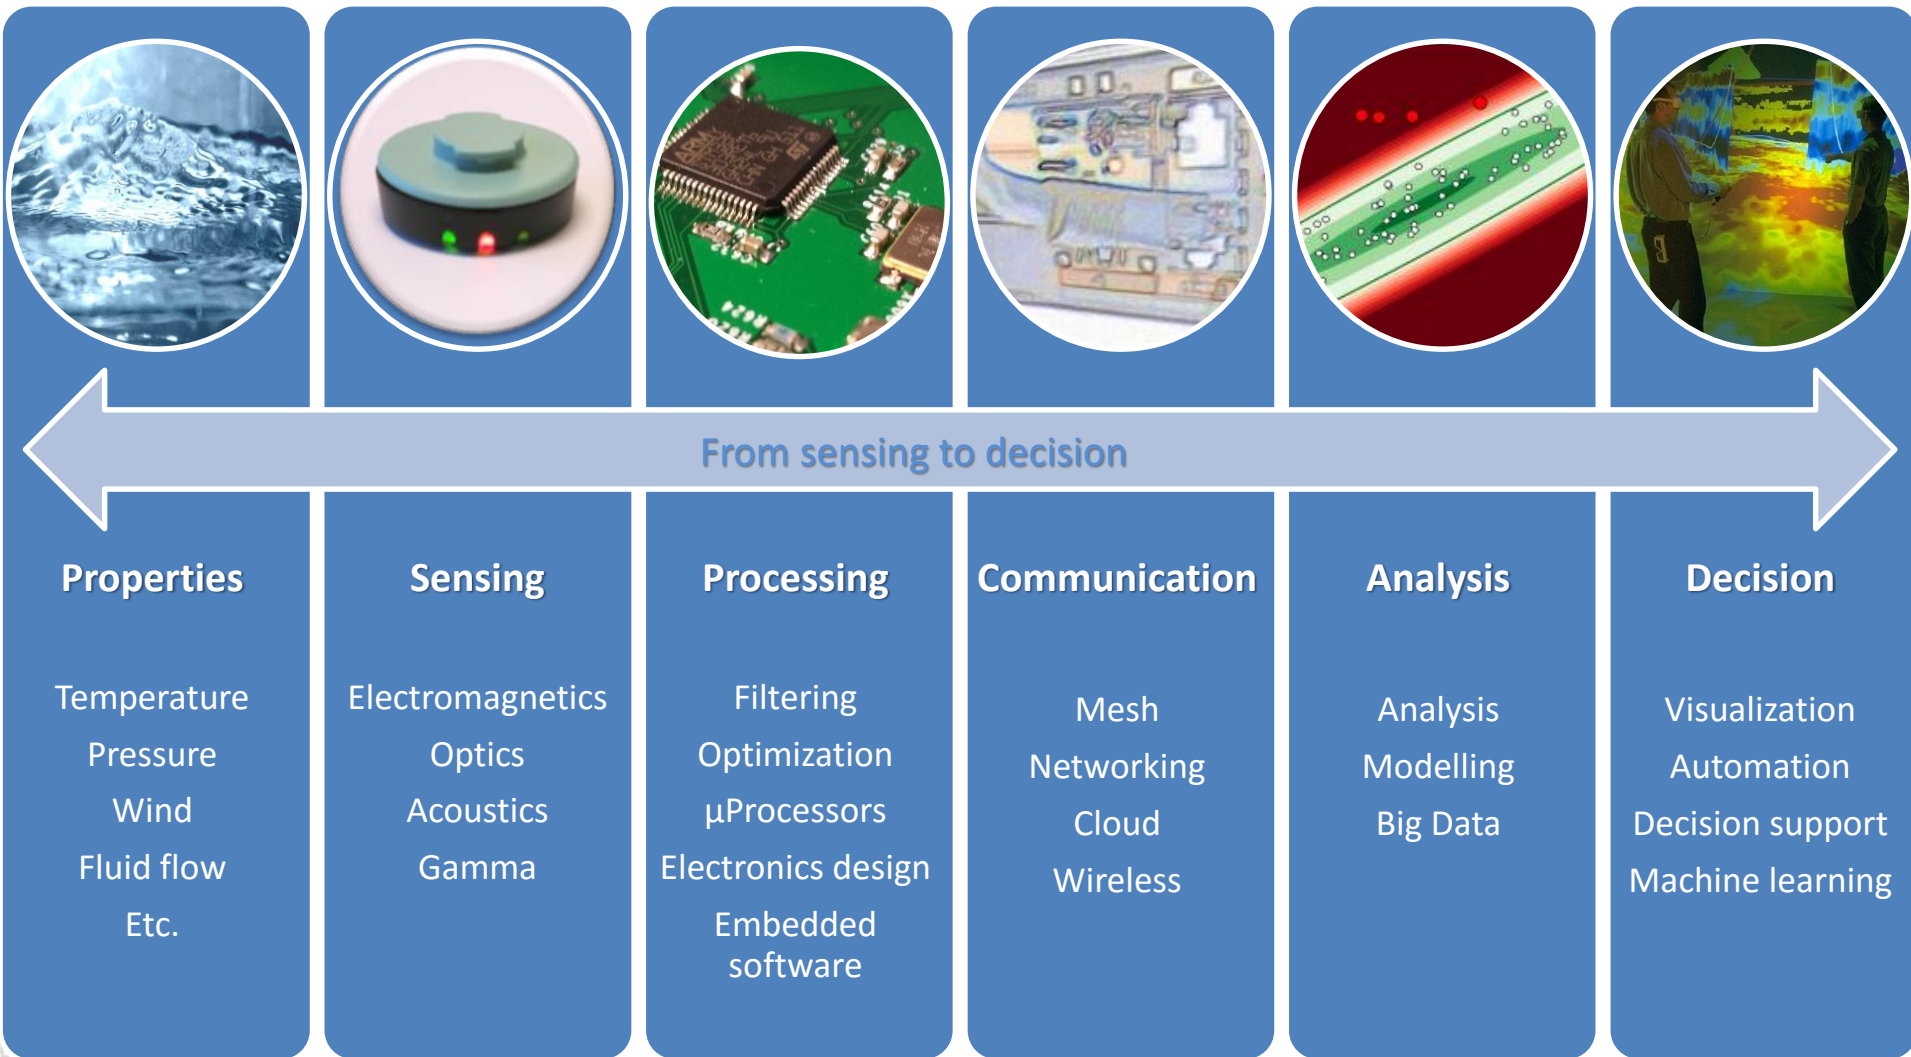 From sensing to decision
Properties
Temperature
Pressure
Wind
Fluid flow
Etc.
Sensing
Electromagnetics
Optics
Acoustics
Gamma
Processing
Filtering
Optimization
µProcessors
Electronics design
Embedded
software
Communication
Mesh
Networking
Cloud
Wireless
Analysis
Analysis
Modelling
Big Data
Decision
Visualization
Automation
Decision support
Machine learning
R624